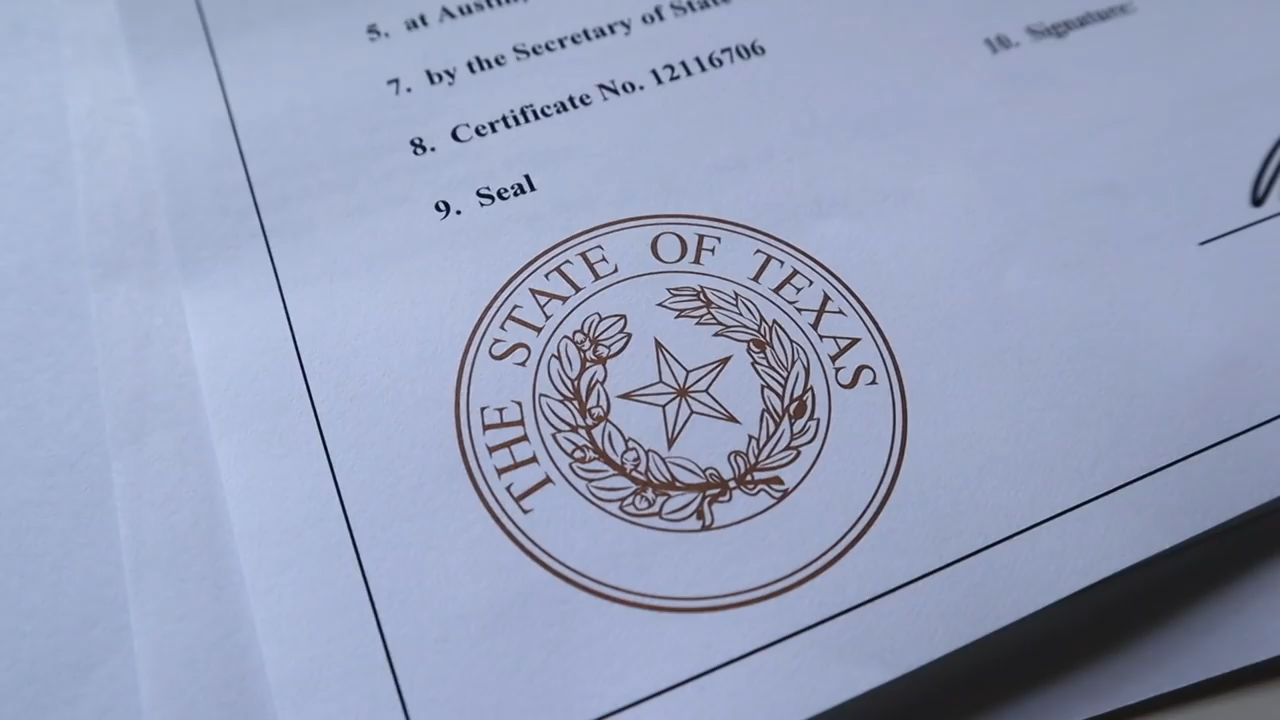 5. at Austin,
7. by the Secretary of State
8. Certificate No. 12116706
9. Seal
10. Signature:
THE STATE OF TEXAS